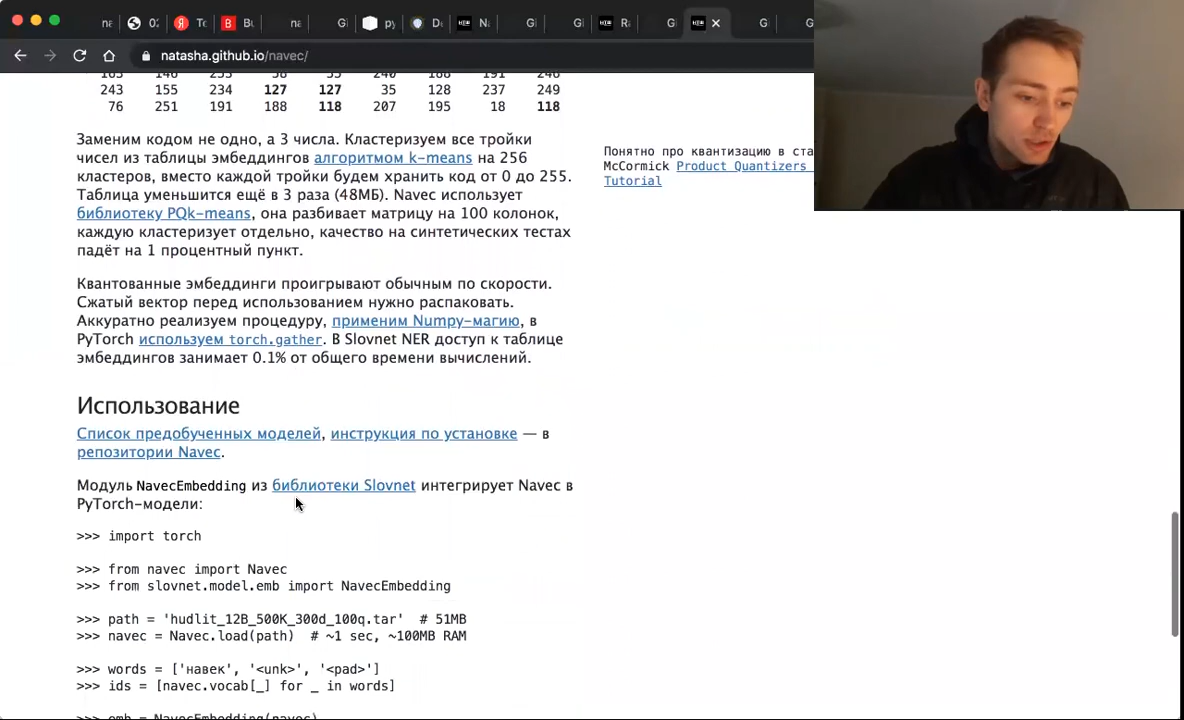 natasha.github.io/navec/
243 155 234 127 127 35 128 237 249
76 251 191 188 118 207 195 18 118
Заменим кодом не одно, а 3 числа. Кластеризуем все тройки
чисел из таблицы эмбеддингов алгоритмом k-means на 256
кластеров, вместо каждой тройки будем хранить код от 0 до 255.
Таблица уменьшится ещё в 3 раза (48МБ). Navec использует
библиотеку PQk-means, она разбивает матрицу на 100 колонок,
каждую кластеризует отдельно, качество на синтетических тестах
падёт на 1 процентный пункт.
Понятно про квантизацию в ста
McCormick Product Quantizers
Tutorial
Квантованные эмбеддинги проигрывают обычным по скорости.
Сжатый вектор перед использованием нужно распаковать.
Аккуратно реализуем процедуру, применим Numpy-магию, в
PyTorch используем torch.gather. В Slovnet NER доступ к таблице
эмбеддингов занимает 0.1% от общего времени вычислений.
Использование
Список предобученных моделей, инструкция по установке — в
репозитории Navec.
Модуль NavecEmbedding из библиотеки Slovnet интегрирует Navec в
PyTorch-модели:
>>> import torch
>>> from navec import Navec
>>> from slovnet.model.emb import NavecEmbedding
>>> path = 'hudlit_12B_500K_300d_100q.tar'  # 51MB
>>> navec = Navec.load(path)  # ~1 sec, ~100MB RAM
>>> words = ['навек', '<unk>', '<pad>']
>>> ids = [navec.vocab[_] for _ in words]
>>> emb = NavecEmbedding(navec)